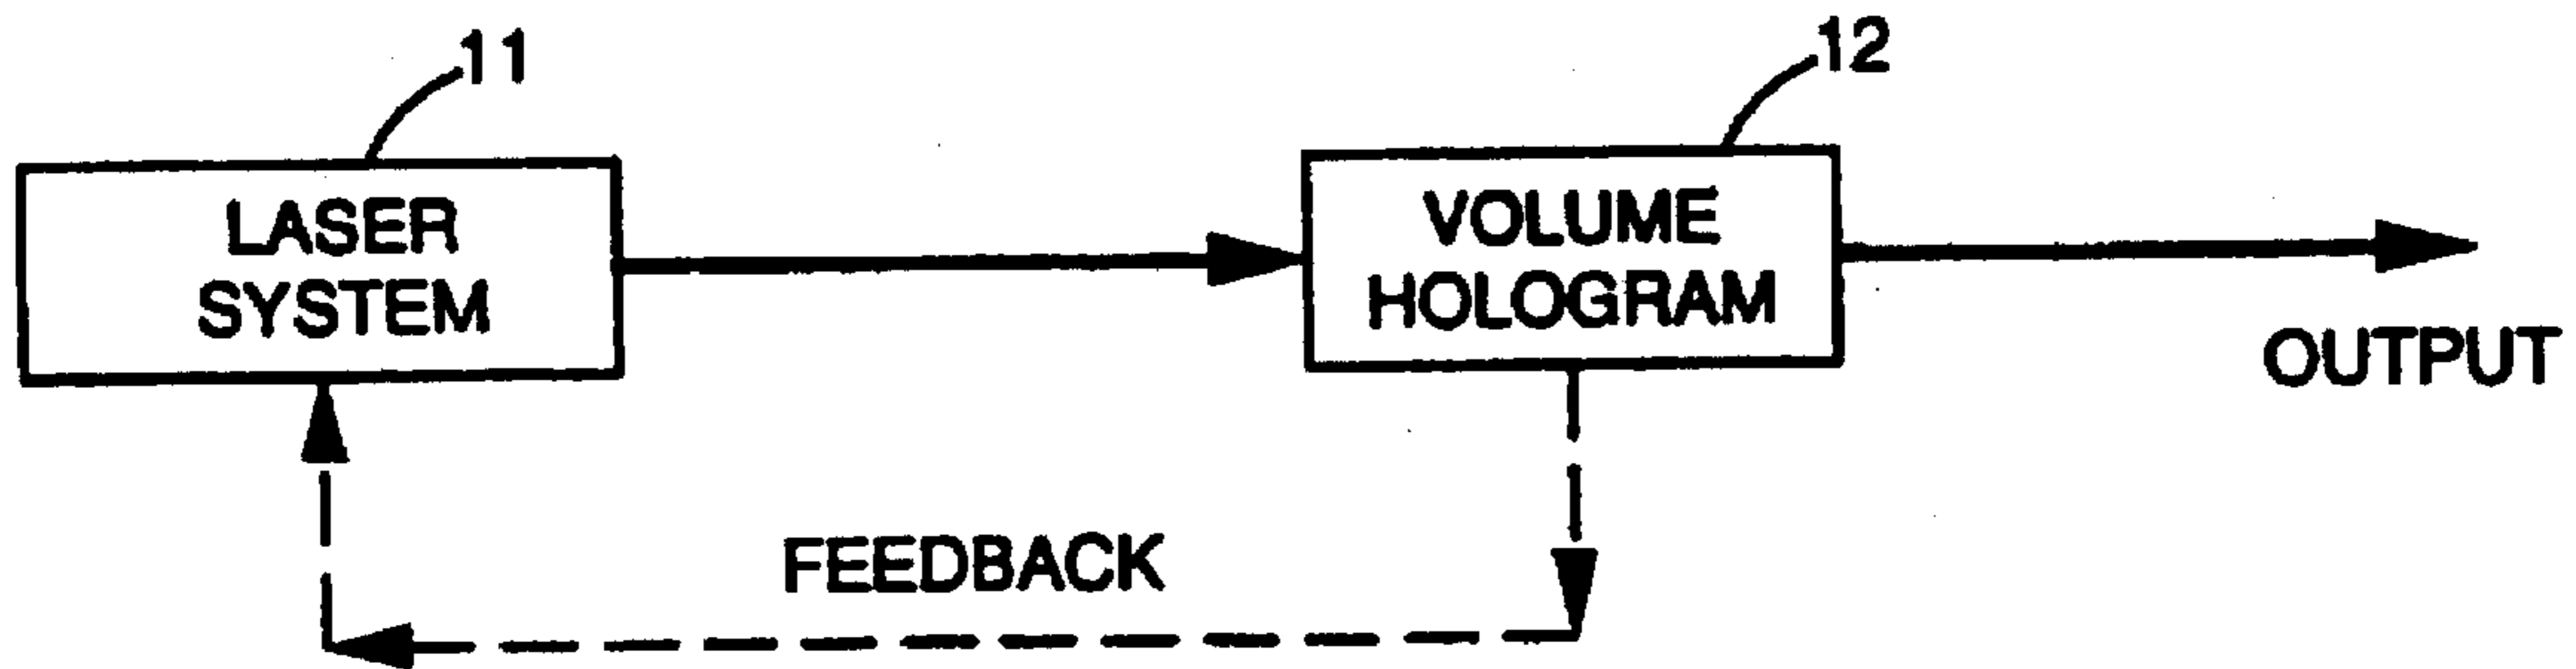 11
12
LASER
SYSTEM
VOLUME
HOLOGRAM
OUTPUT
FEEDBACK